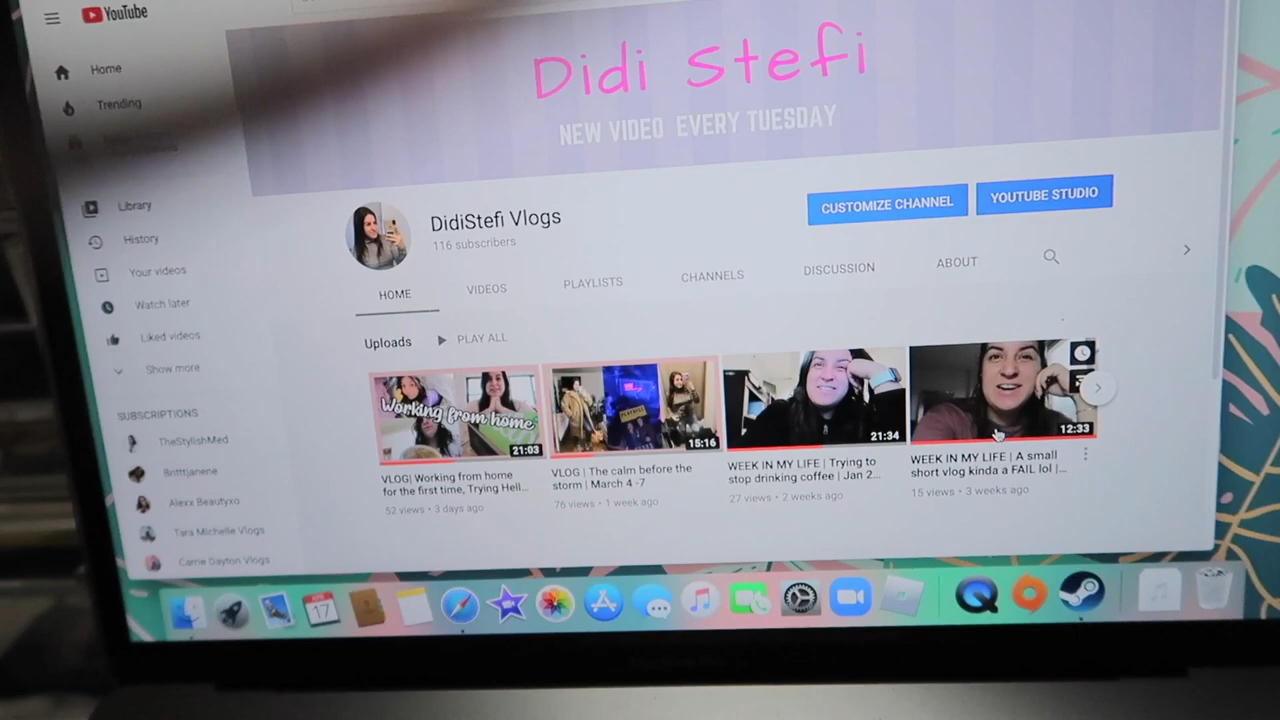 YouTube
Home
Trending
Library
History
Your videos
Watch later
Liked videos
Show more
SUBSCRIPTIONS
TheStylishMed
Britttjanene
Alexx Beautyxo
Tara Michelle Vlogs
Carrie Dayton Vlogs
Didi Stefi
NEW VIDEO EVERY TUESDAY
DidiStefi Vlogs
116 subscribers
CUSTOMIZE CHANNEL
YOUTUBE STUDIO
HOME VIDEOS PLAYLISTS CHANNELS DISCUSSION ABOUT
Uploads PLAY ALL
Working from home
21:03
15:16
21:34
12:33
VLOG| Working from home
for the first time, Trying Hell...
52 views • 3 days ago
VLOG | The calm before the
storm | March 4 -7
76 views • 1 week ago
WEEK IN MY LIFE | Trying to
stop drinking coffee | Jan 2...
27 views • 2 weeks ago
WEEK IN MY LIFE | A small
short vlog kinda a FAIL lol |...
15 views • 3 weeks ago
17